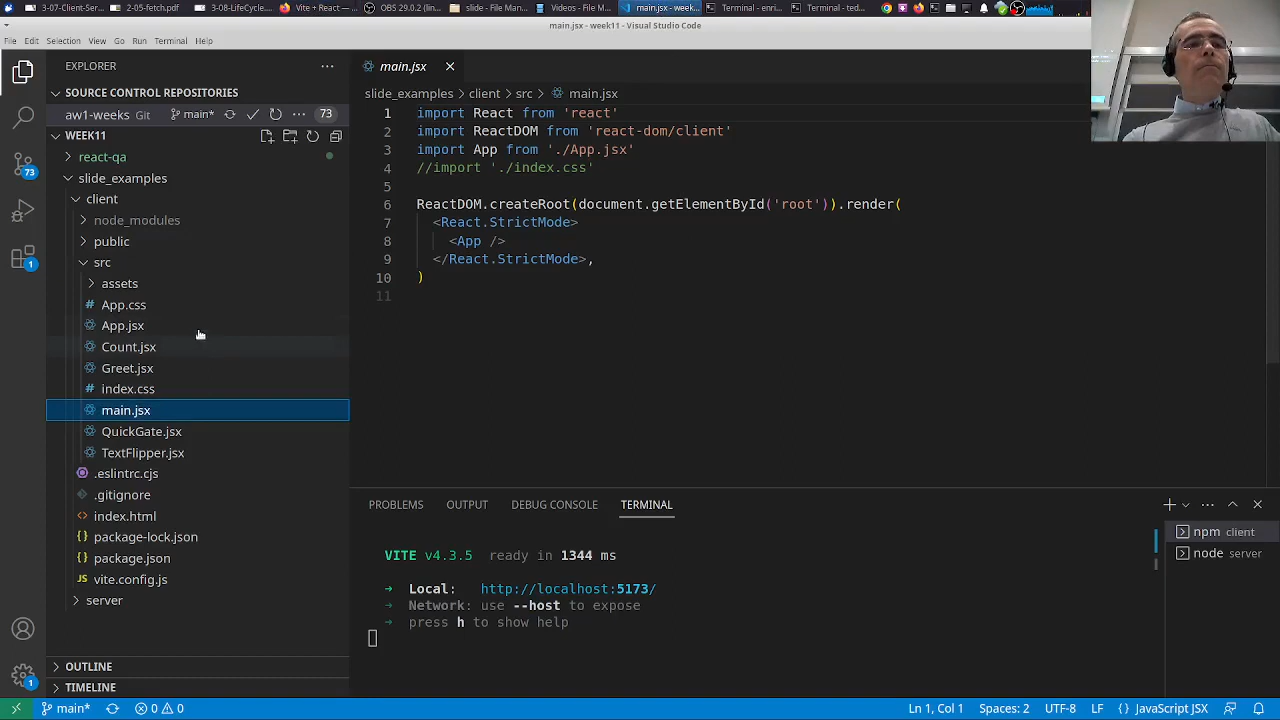 3-07-Client-Ser...
2-05-fetch.pdf
3-08-LifeCycle...
Vite + React —...
OBS 29.0.2 (...
slide - File Man...
Videos - File M...
main.jsx - week...
Terminal - enri...
Terminal - ted...
main.jsx - week11 - Visual Studio Code
File Edit Selection View Go Run Terminal Help
EXPLORER
SOURCE CONTROL REPOSITORIES
aw1-weeks Git main* 73
WEEK11
react-qa
slide_examples
client
node_modules
public
src
assets
App.css
App.jsx
Count.jsx
Greet.jsx
index.css
main.jsx
QuickGate.jsx
TextFlipper.jsx
.eslintrc.cjs
.gitignore
index.html
package-lock.json
package.json
vite.config.js
server
OUTLINE
TIMELINE
73
1
1
main.jsx
slide_examples > client > src > main.jsx
1 import React from 'react'
2 import ReactDOM from 'react-dom/client'
3 import App from './App.jsx'
4 //import './index.css'
5
6 ReactDOM.createRoot(document.getElementById('root')).render(
7 <React.StrictMode>
8 <App />
9 </React.StrictMode>,
10 )
11
PROBLEMS OUTPUT DEBUG CONSOLE TERMINAL
VITE v4.3.5 ready in 1344 ms
➜ Local: http://localhost:5173/
➜ Network: use --host to expose
➜ press h to show help
npm client
node server
main* 0 0
Ln 1, Col 1 Spaces: 2 UTF-8 LF {} JavaScript JSX